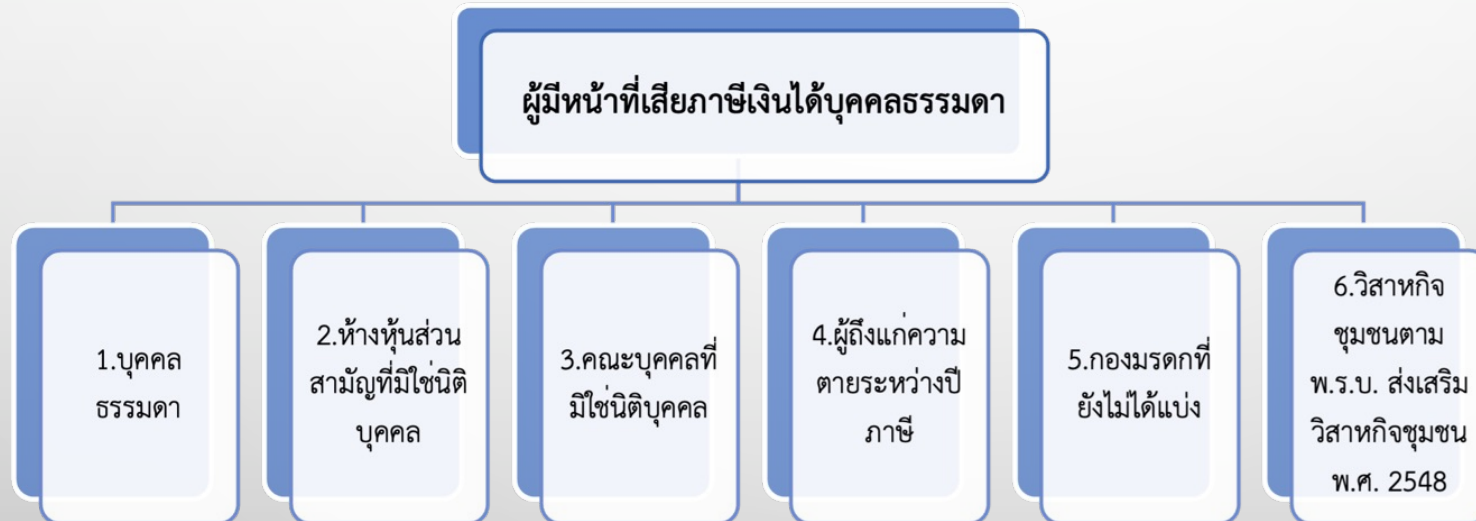 ผู้มีหน้าที่เสียภาษีเงินได้บุคคลธรรมดา
1.บุคคล
ธรรมดา
2.ห้างหุ้นส่วน
สามัญที่มิใช่นิติ
บุคคล
3.คณะบุคคลที่
มิใช่นิติบุคคล
4.ผู้ถึงแก่ความ
ตายระหว่างปี
ภาษี
5.กองมรดกที่
ยังไม่ได้แบ่ง
6.วิสาหกิจ
ชุมชนตาม
พ.ร.บ. ส่งเสริม
วิสาหกิจชุมชน
พ.ศ. 2548